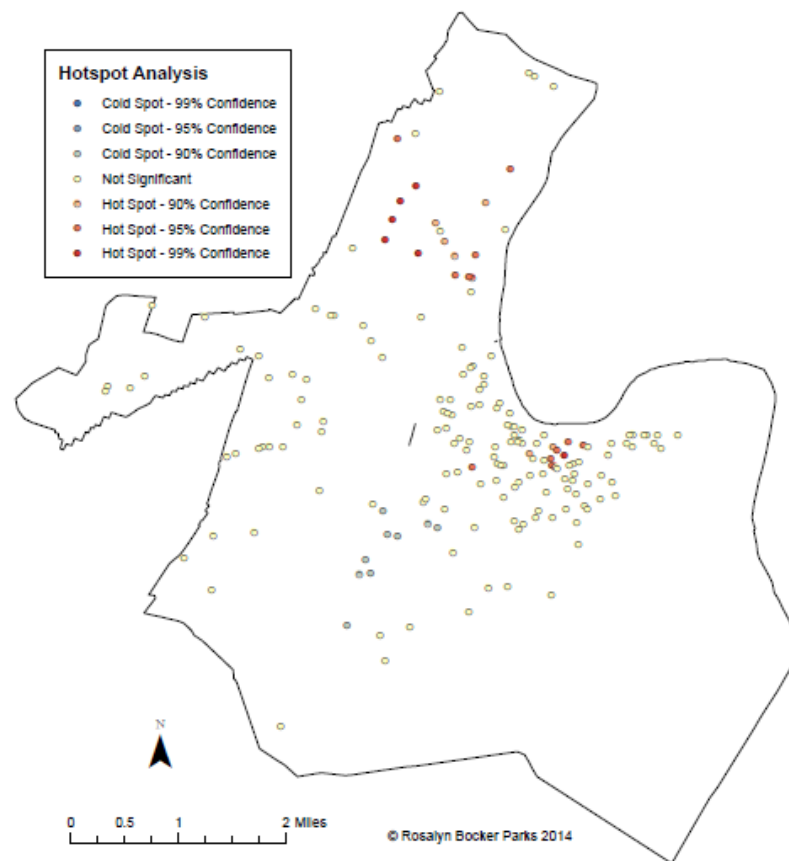 Hotspot Analysis
Cold Spot - 99% Confidence
Cold Spot - 95% Confidence
Cold Spot - 90% Confidence
Not Significant
Hot Spot - 90% Confidence
Hot Spot - 95% Confidence
Hot Spot - 99% Confidence
N
0 0.5 1 2 Miles
© Rosalyn Bocker Parks 2014